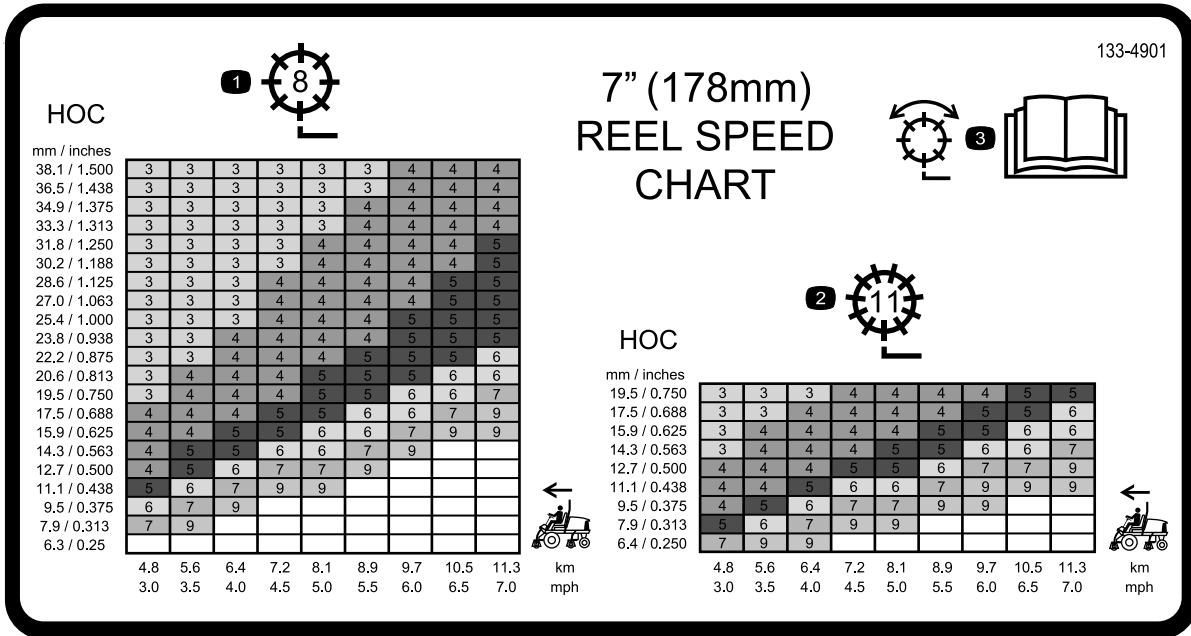 133-4901
7” (178mm)
REEL SPEED
CHART
1
8
3
HOC
mm / inches
38.1 / 1.500 3 3 3 3 3 3 4 4 4
36.5 / 1.438 3 3 3 3 3 3 4 4 4
34.9 / 1.375 3 3 3 3 3 4 4 4 4
33.3 / 1.313 3 3 3 3 3 4 4 4 4
31.8 / 1.250 3 3 3 3 4 4 4 4 5
30.2 / 1.188 3 3 3 3 4 4 4 4 5
28.6 / 1.125 3 3 3 4 4 4 4 5 5
27.0 / 1.063 3 3 3 4 4 4 4 5 5
25.4 / 1.000 3 3 3 4 4 4 5 5 5
23.8 / 0.938 3 3 4 4 4 4 5 5 5
22.2 / 0.875 3 3 4 4 4 5 5 5 6
20.6 / 0.813 3 4 4 4 5 5 5 6 6
19.5 / 0.750 3 4 4 4 5 5 6 6 7
17.5 / 0.688 4 4 4 5 5 6 6 7 9
15.9 / 0.625 4 4 5 5 6 6 7 9 9
14.3 / 0.563 4 5 5 6 6 7 9
12.7 / 0.500 4 5 6 7 7 9
11.1 / 0.438 5 6 7 9 9
9.5 / 0.375 6 7 9
7.9 / 0.313 7 9
6.3 / 0.25
4.8 5.6 6.4 7.2 8.1 8.9 9.7 10.5 11.3 km
3.0 3.5 4.0 4.5 5.0 5.5 6.0 6.5 7.0 mph
2
11
HOC
mm / inches
19.5 / 0.750 3 3 3 4 4 4 4 5 5
17.5 / 0.688 3 3 4 4 4 4 5 5 6
15.9 / 0.625 3 4 4 4 4 5 5 6 6
14.3 / 0.563 3 4 4 4 5 5 6 6 7
12.7 / 0.500 4 4 4 5 5 6 7 7 9
11.1 / 0.438 4 4 5 6 6 7 9 9 9
9.5 / 0.375 4 5 6 7 7 9 9
7.9 / 0.313 5 6 7 9 9
6.4 / 0.250 7 9 9
4.8 5.6 6.4 7.2 8.1 8.9 9.7 10.5 11.3 km
3.0 3.5 4.0 4.5 5.0 5.5 6.0 6.5 7.0 mph